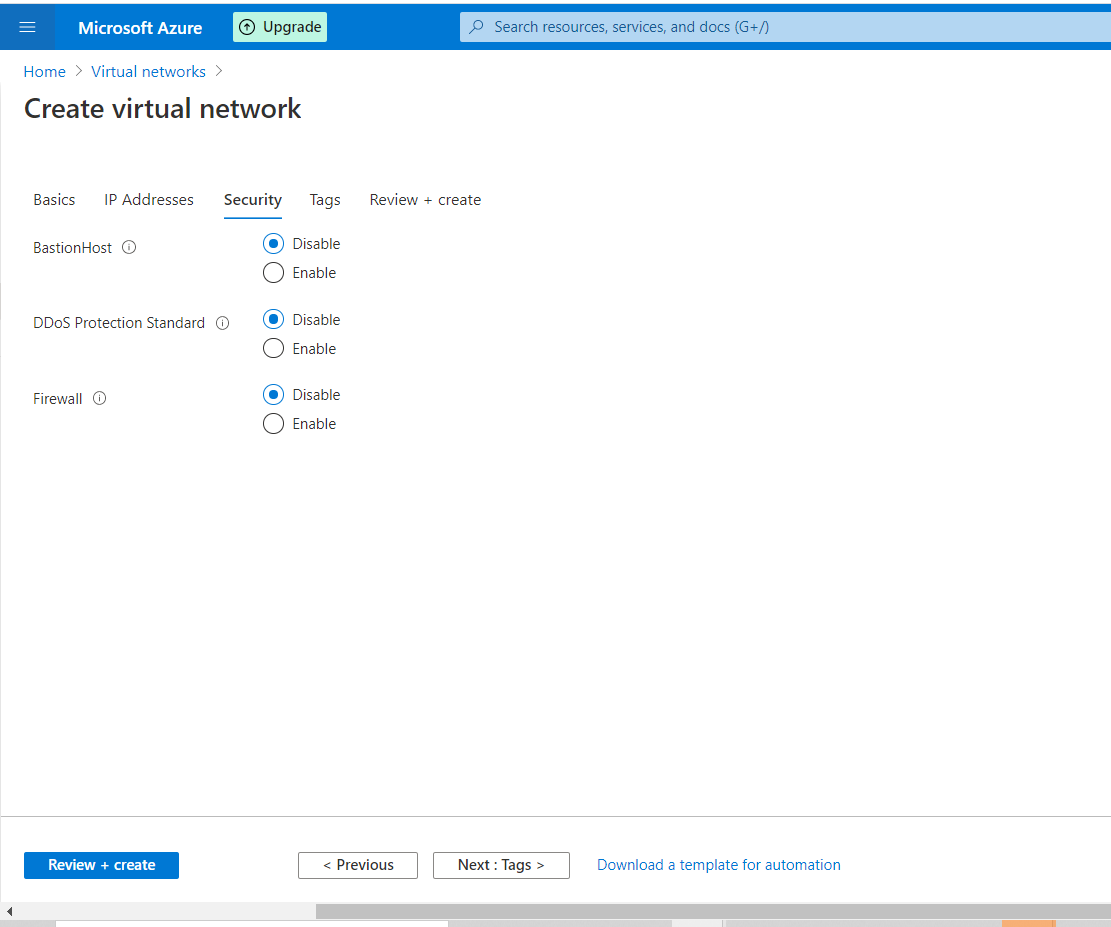 Microsoft Azure
Upgrade
Search resources, services, and docs (G+/)
Home > Virtual networks >
Create virtual network
Basics IP Addresses Security Tags Review + create
BastionHost
Disable
Enable
DDoS Protection Standard
Disable
Enable
Firewall
Disable
Enable
Review + create
< Previous
Next : Tags >
Download a template for automation